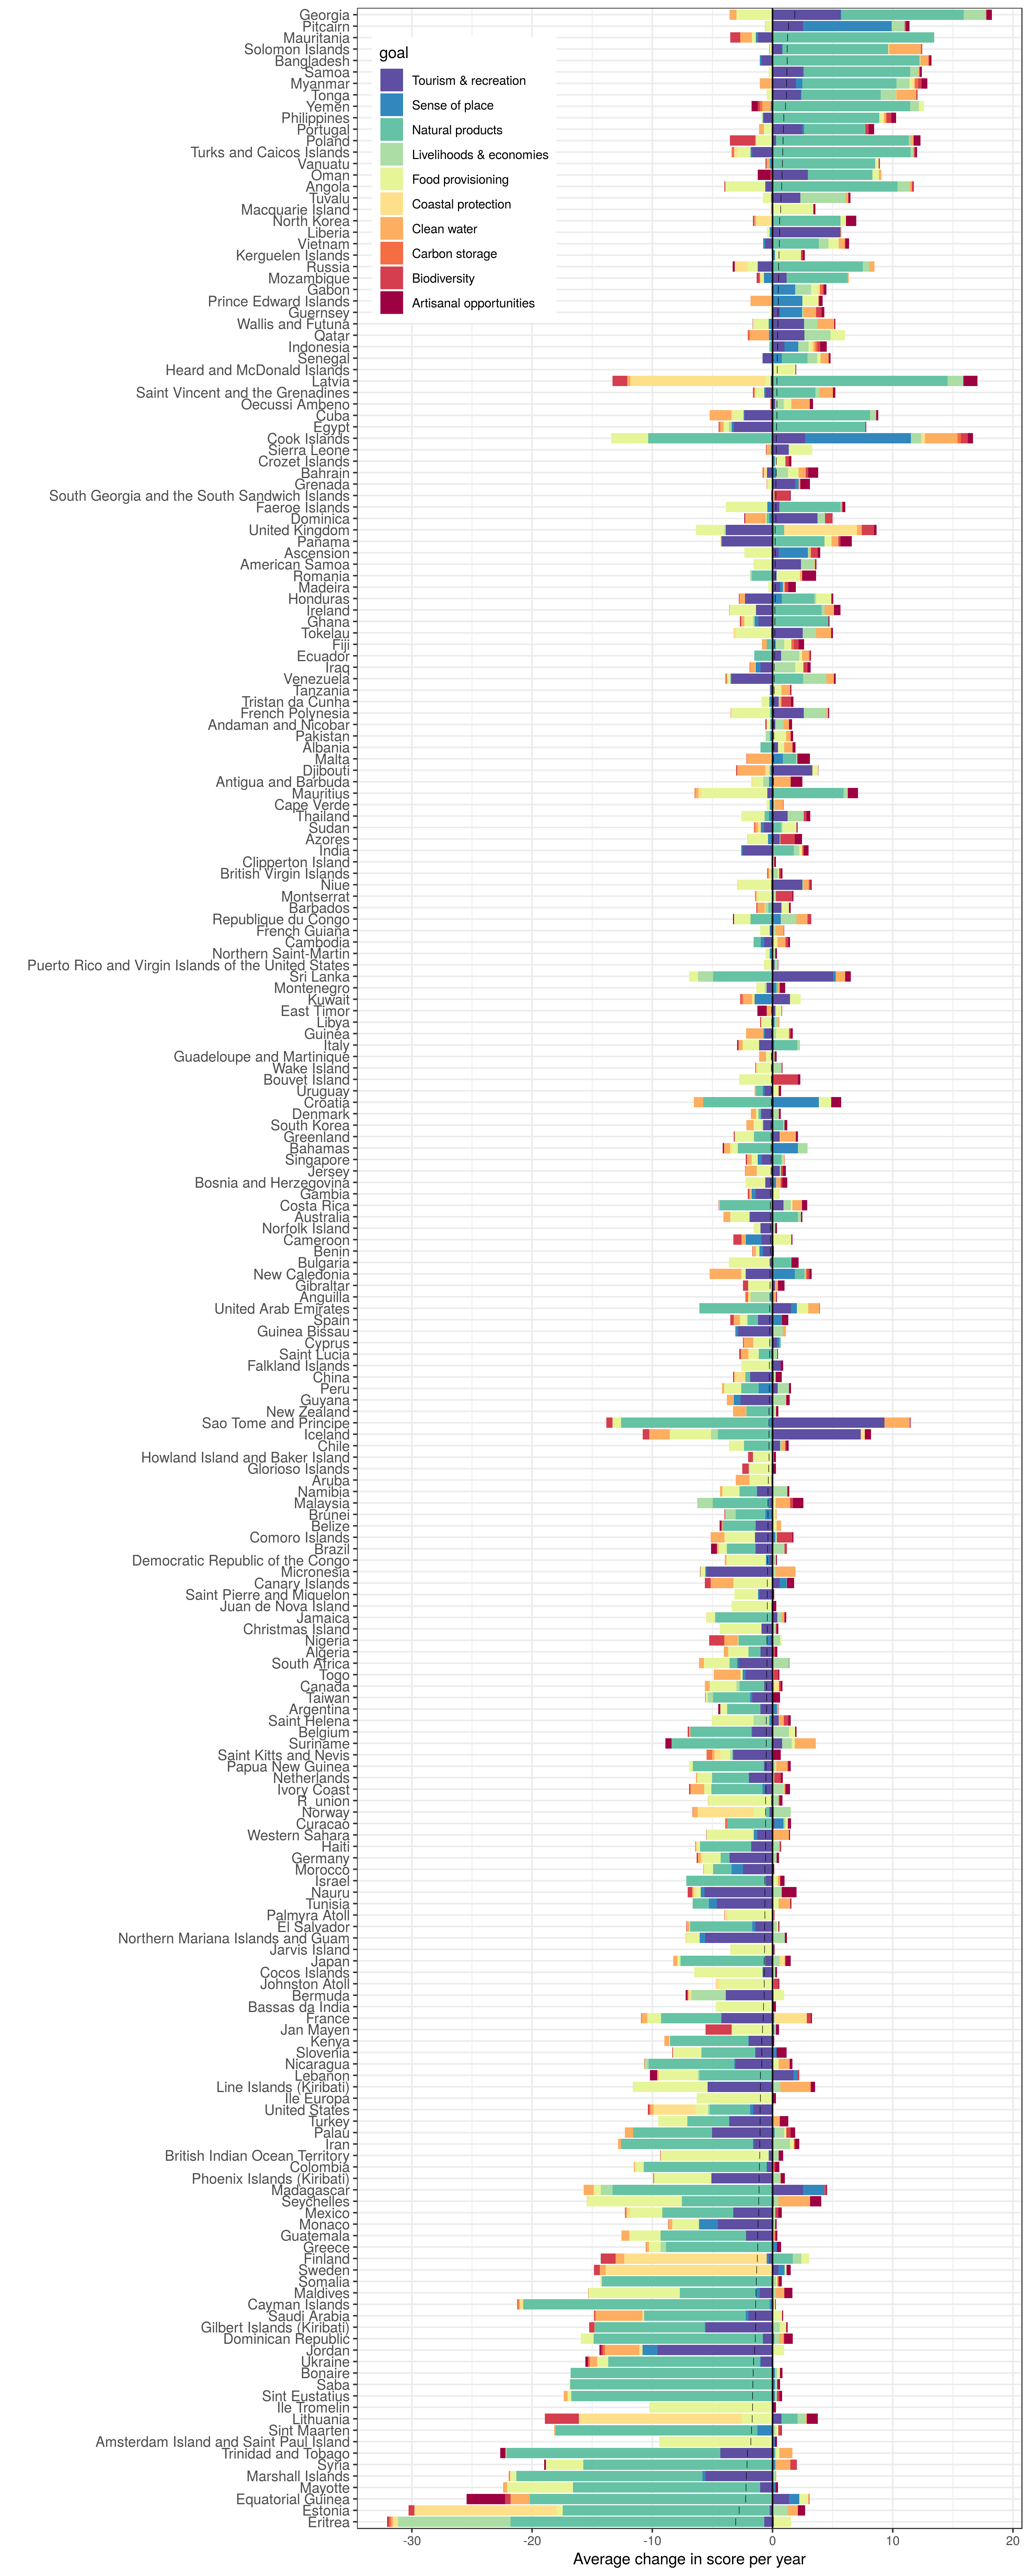 goal
Tourism & recreation
Sense of place
Natural products
Livelihoods & economies
Food provisioning
Coastal protection
Clean water
Carbon storage
Biodiversity
Artisanal opportunities
Georgia
Pitcairn
Mauritania
Solomon Islands
Bangladesh
Samoa
Myanmar
Tonga
Yemen
Philippines
Portugal
Poland
Turks and Caicos Islands
Vanuatu
Oman
Angola
Tuvalu
Macquarie Island
North Korea
Liberia
Vietnam
Kerguelen Islands
Russia
Mozambique
Gabon
Prince Edward Islands
Guernsey
Wallis and Futuna
Qatar
Indonesia
Senegal
Heard and McDonald Islands
Latvia
Saint Vincent and the Grenadines
Oecussi Ambeno
Cuba
Egypt
Cook Islands
Sierra Leone
Crozet Islands
Bahrain
Grenada
South Georgia and the South Sandwich Islands
Faeroe Islands
Dominica
United Kingdom
Panama
Ascension
American Samoa
Romania
Madeira
Honduras
Ireland
Ghana
Tokelau
Fiji
Ecuador
Iraq
Venezuela
Tanzania
Tristan da Cunha
French Polynesia
Andaman and Nicobar
Pakistan
Albania
Malta
Djibouti
Antigua and Barbuda
Mauritius
Cape Verde
Thailand
Sudan
Azores
India
Clipperton Island
British Virgin Islands
Niue
Montserrat
Barbados
Republique du Congo
French Guiana
Cambodia
Northern Saint-Martin
Puerto Rico and Virgin Islands of the United States
Sri Lanka
Montenegro
Kuwait
East Timor
Libya
Guinea
Italy
Guadeloupe and Martinique
Wake Island
Bouvet Island
Uruguay
Croatia
Denmark
South Korea
Greenland
Bahamas
Singapore
Jersey
Bosnia and Herzegovina
Gambia
Costa Rica
Australia
Norfolk Island
Cameroon
Benin
Bulgaria
New Caledonia
Gibraltar
Anguilla
United Arab Emirates
Spain
Guinea Bissau
Cyprus
Saint Lucia
Falkland Islands
China
Peru
Guyana
New Zealand
Sao Tome and Principe
Iceland
Chile
Howland Island and Baker Island
Glorioso Islands
Aruba
Namibia
Malaysia
Brunei
Belize
Comoro Islands
Brazil
Democratic Republic of the Congo
Micronesia
Canary Islands
Saint Pierre and Miquelon
Juan de Nova Island
Jamaica
Christmas Island
Nigeria
Algeria
South Africa
Togo
Canada
Taiwan
Argentina
Saint Helena
Belgium
Suriname
Saint Kitts and Nevis
Papua New Guinea
Netherlands
Ivory Coast
R_union
Norway
Curacao
Western Sahara
Haiti
Germany
Morocco
Israel
Nauru
Tunisia
Palmyra Atoll
El Salvador
Northern Mariana Islands and Guam
Jarvis Island
Japan
Cocos Islands
Johnston Atoll
Bermuda
Bassas da India
France
Jan Mayen
Kenya
Slovenia
Nicaragua
Lebanon
Line Islands (Kiribati)
Ile Europa
United States
Turkey
Palau
Iran
British Indian Ocean Territory
Colombia
Phoenix Islands (Kiribati)
Madagascar
Seychelles
Mexico
Monaco
Guatemala
Greece
Finland
Sweden
Somalia
Maldives
Cayman Islands
Saudi Arabia
Gilbert Islands (Kiribati)
Dominican Republic
Jordan
Ukraine
Bonaire
Saba
Sint Eustatius
Ile Tromelin
Lithuania
Sint Maarten
Amsterdam Island and Saint Paul Island
Trinidad and Tobago
Syria
Marshall Islands
Mayotte
Equatorial Guinea
Estonia
Eritrea
-30 -20 -10 0 10 20
Average change in score per year